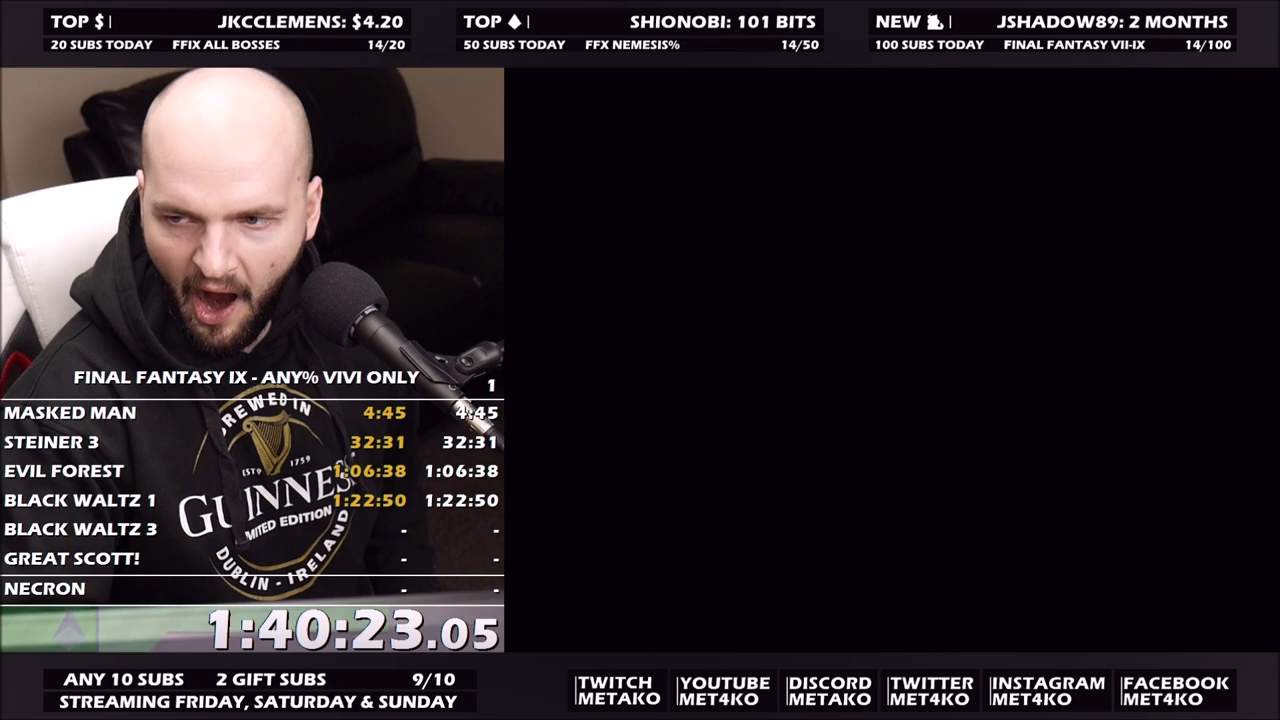 TOP $ JKCCLEMENS: $4.20
20 SUBS TODAY FFIX ALL BOSSES 14/20
TOP SHIONOBI: 101 BITS
50 SUBS TODAY FFX NEMESIS% 14/50
NEW JSHADOW89: 2 MONTHS
100 SUBS TODAY FINAL FANTASY VII-IX 14/100
FINAL FANTASY IX - ANY% VIVI ONLY 1
MASKED MAN 4:45 4:45
STEINER 3 32:31 32:31
EVIL FOREST 1:06:38 1:06:38
BLACK WALTZ 1 1:22:50 1:22:50
BLACK WALTZ 3 - -
GREAT SCOTT! - -
NECRON - -
1:40:23.05
BREWED IN
ESTD 1759
GUINNESS
LIMITED EDITION
DUBLIN - IRELAND
ANY 10 SUBS 2 GIFT SUBS 9/10
STREAMING FRIDAY, SATURDAY & SUNDAY
TWITCH
METAKO
YOUTUBE
MET4KO
DISCORD
METAKO
TWITTER
MET4KO
INSTAGRAM
MET4KO
FACEBOOK
MET4KO